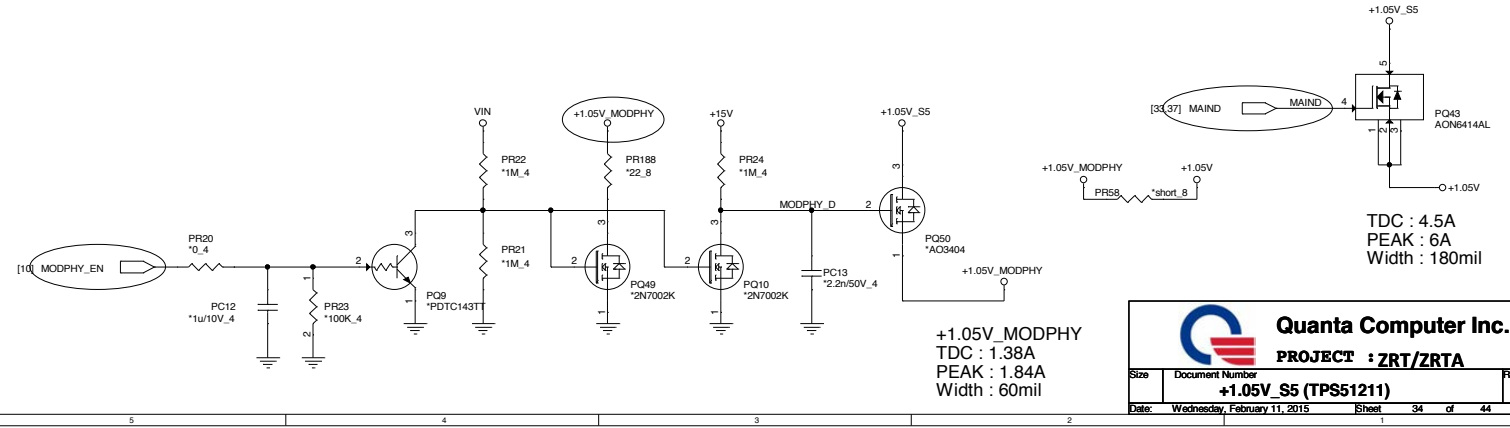 +1.05V_S5
5
[33,37] MAIND
MAIND
4
PQ43
AON6414AL
1
2
3
+1.05V
TDC : 4.5A
PEAK : 6A
Width : 180mil
VIN
PR22
*1M_4
+1.05V_MODPHY
PR188
*22_8
+15V
PR24
*1M_4
+1.05V_S5
3
MODPHY_D
2
PQ50
*AO3404
1
+1.05V_MODPHY
+1.05V_MODPHY
+1.05V
PR58
*short_8
[10] MODPHY_EN
PR20
*0_4
PC12
*1u/10V_4
PR23
*100K_4
2
2
3
1
PQ9
*PDTC143TT
PR21
*1M_4
3
2
1
PQ49
*2N7002K
3
2
1
PQ10
*2N7002K
PC13
*2.2n/50V_4
+1.05V_MODPHY
TDC : 1.38A
PEAK : 1.84A
Width : 60mil
Quanta Computer Inc.
PROJECT : ZRT/ZRTA
Size
Document Number
+1.05V_S5 (TPS51211)
Date: Wednesday, February 11, 2015 Sheet 34 of 44
5 4 3 2 1